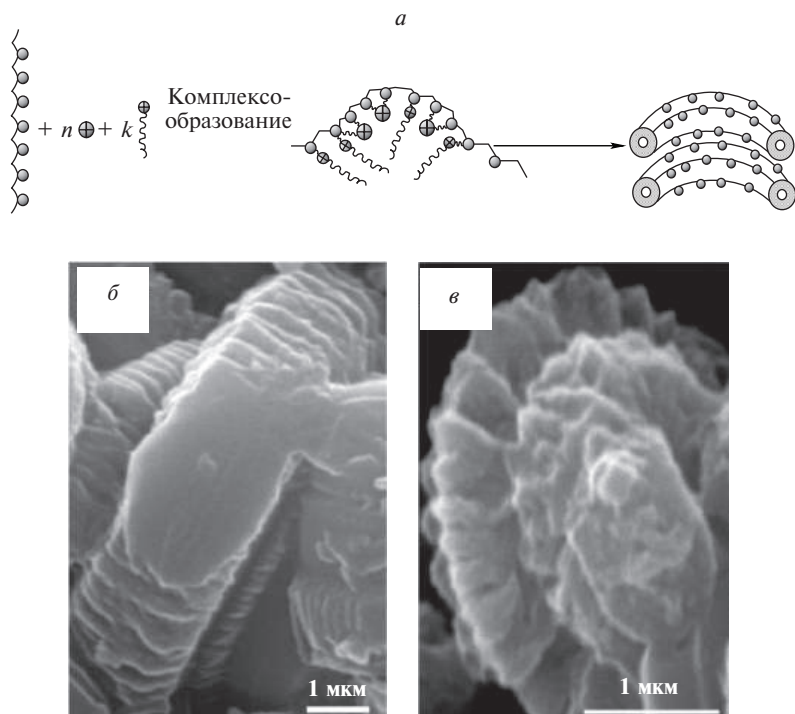 а
+ n + k
Комплексо-
образование
б
в
1 мкм
1 мкм